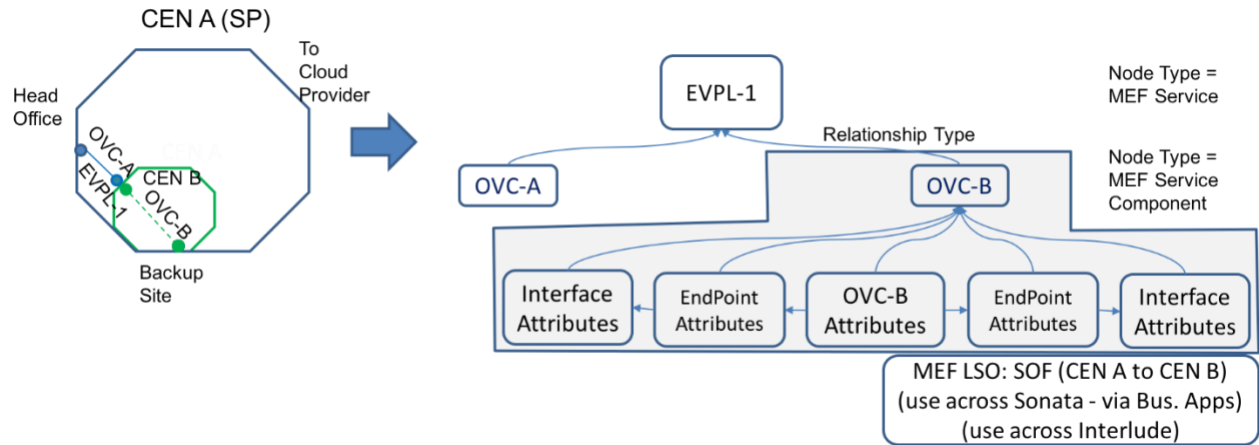 CEN A (SP)
To
Cloud
Provider
Head
Office
OVC-A
EVPL-1
CEN A
CEN B
OVC-B
Backup
Site
EVPL-1
Node Type =
MEF Service
Relationship Type
OVC-A
OVC-B
Node Type =
MEF Service
Component
Interface
Attributes
EndPoint
Attributes
OVC-B
Attributes
EndPoint
Attributes
Interface
Attributes
MEF LSO: SOF (CEN A to CEN B)
(use across Sonata - via Bus. Apps)
(use across Interlude)